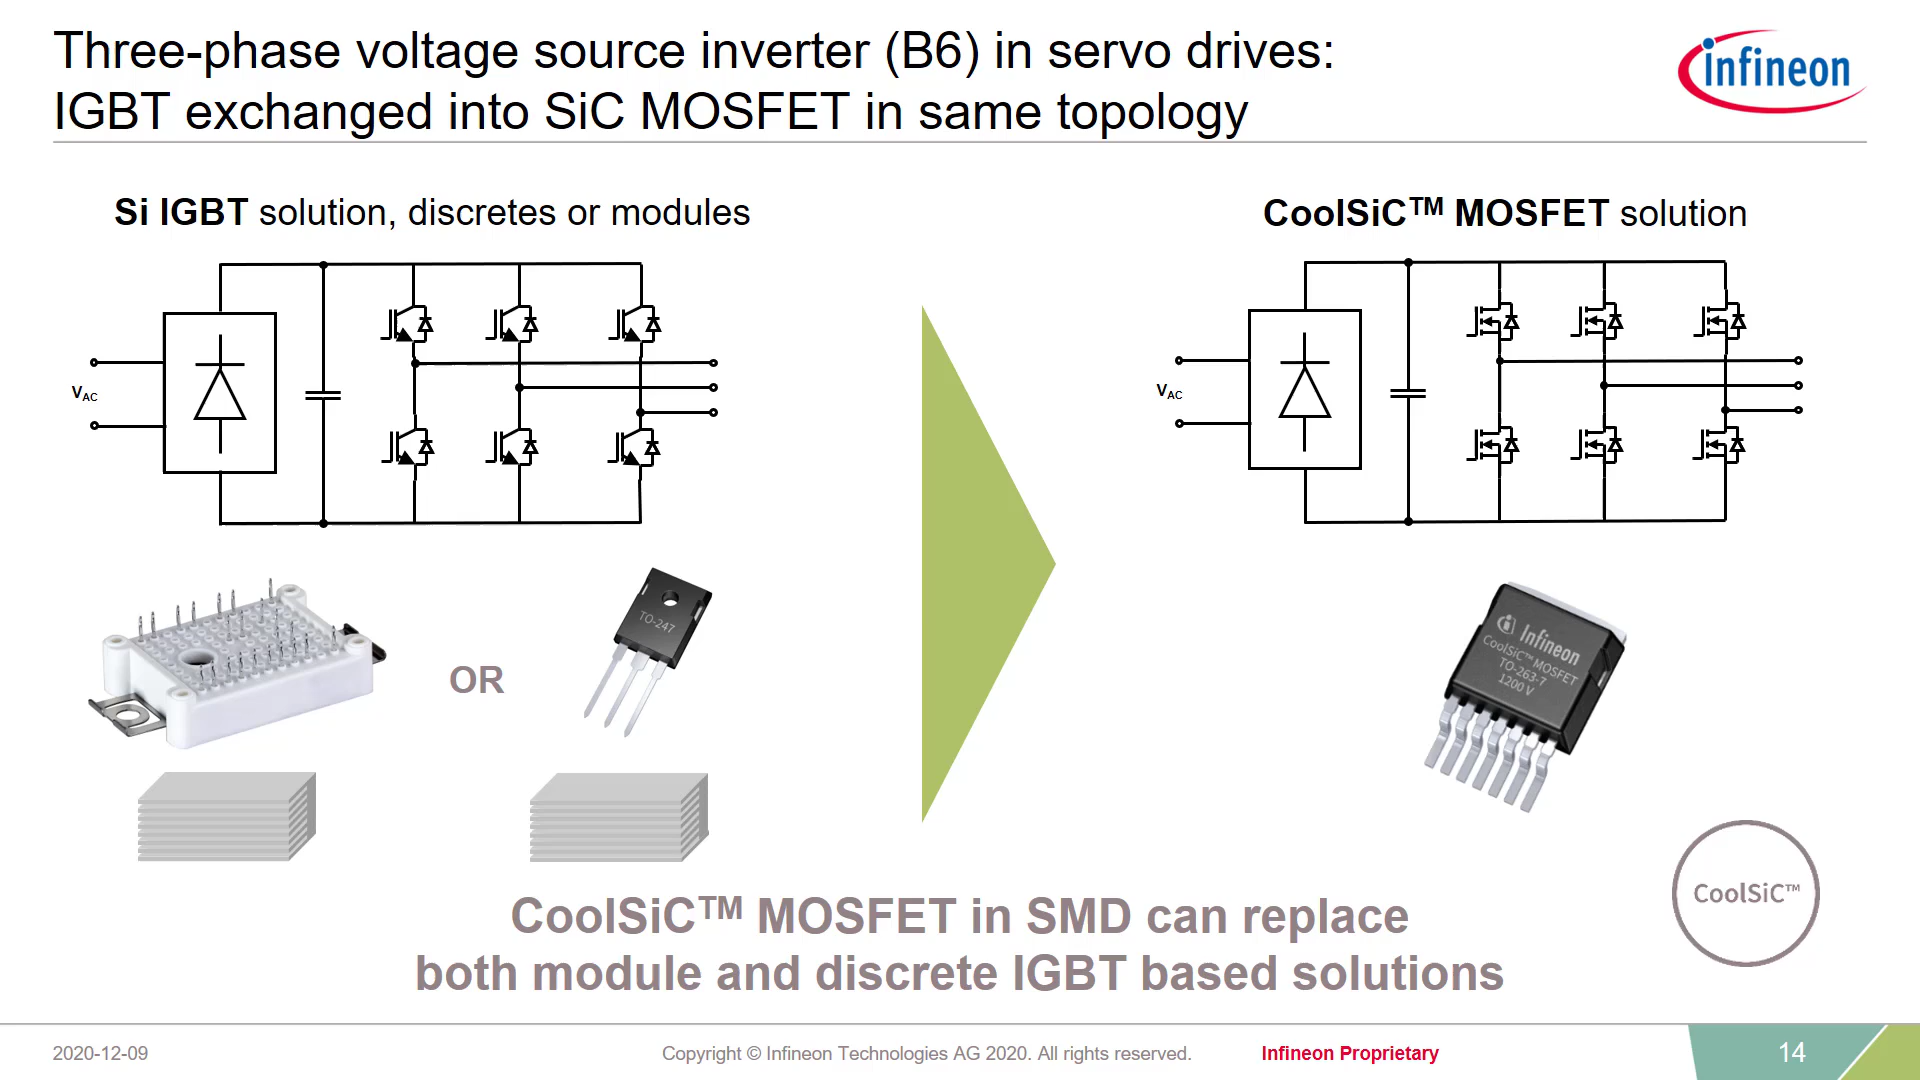 Three-phase voltage source inverter (B6) in servo drives:
IGBT exchanged into SiC MOSFET in same topology
infineon
Si IGBT solution, discretes or modules
CoolSiC™ MOSFET solution
VAC
VAC
TO-247
OR
Infineon
CoolSiC™ MOSFET
TO-263-7
1200 V
CoolSiC™
CoolSiC™ MOSFET in SMD can replace
both module and discrete IGBT based solutions
2020-12-09
Copyright © Infineon Technologies AG 2020. All rights reserved.
Infineon Proprietary
14